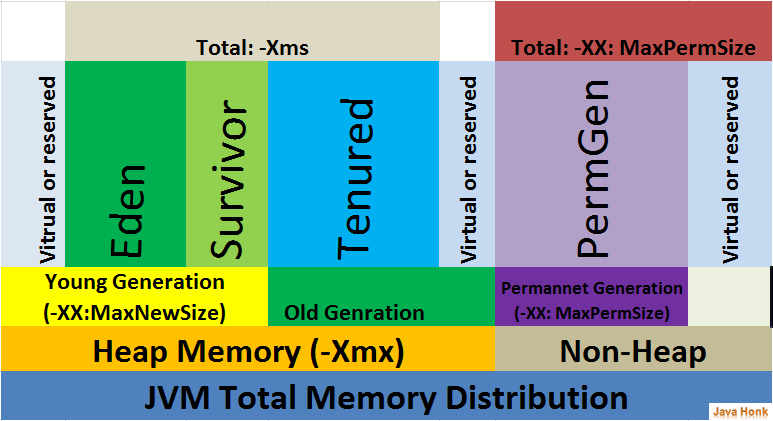 Total: -Xms
Total: -XX: MaxPermSize
Vitrual or reserved
Eden
Survivor
Tenured
Virtual or reserved
PermGen
Virtual or reserved
Young Generation
(-XX:MaxNewSize)
Old Genration
Permannet Generation
(-XX: MaxPermSize)
Heap Memory (-Xmx)
Non-Heap
JVM Total Memory Distribution
Java Honk